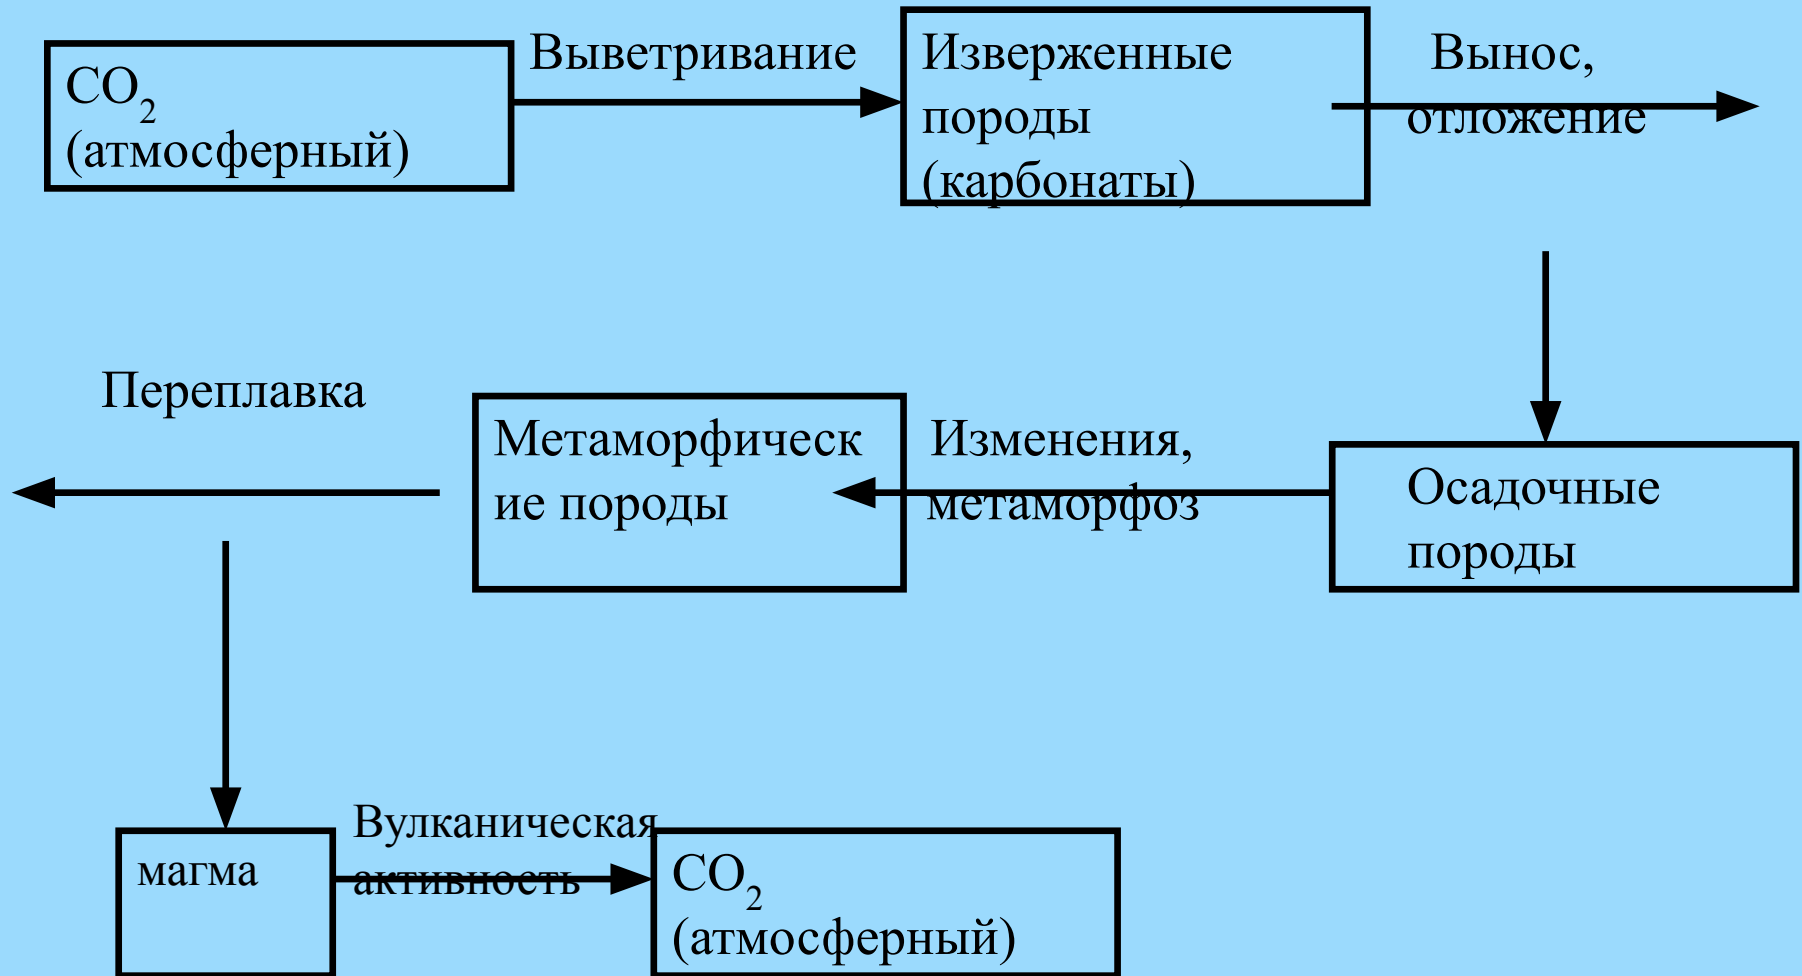 CO2
(атмосферный)
Выветривание
Изверженные
породы
(карбонаты)
Вынос,
отложение
Переплавка
Метаморфическ
ие породы
Изменения,
метаморфоз
Осадочные
породы
магма
Вулканическая
активность
CO2
(атмосферный)